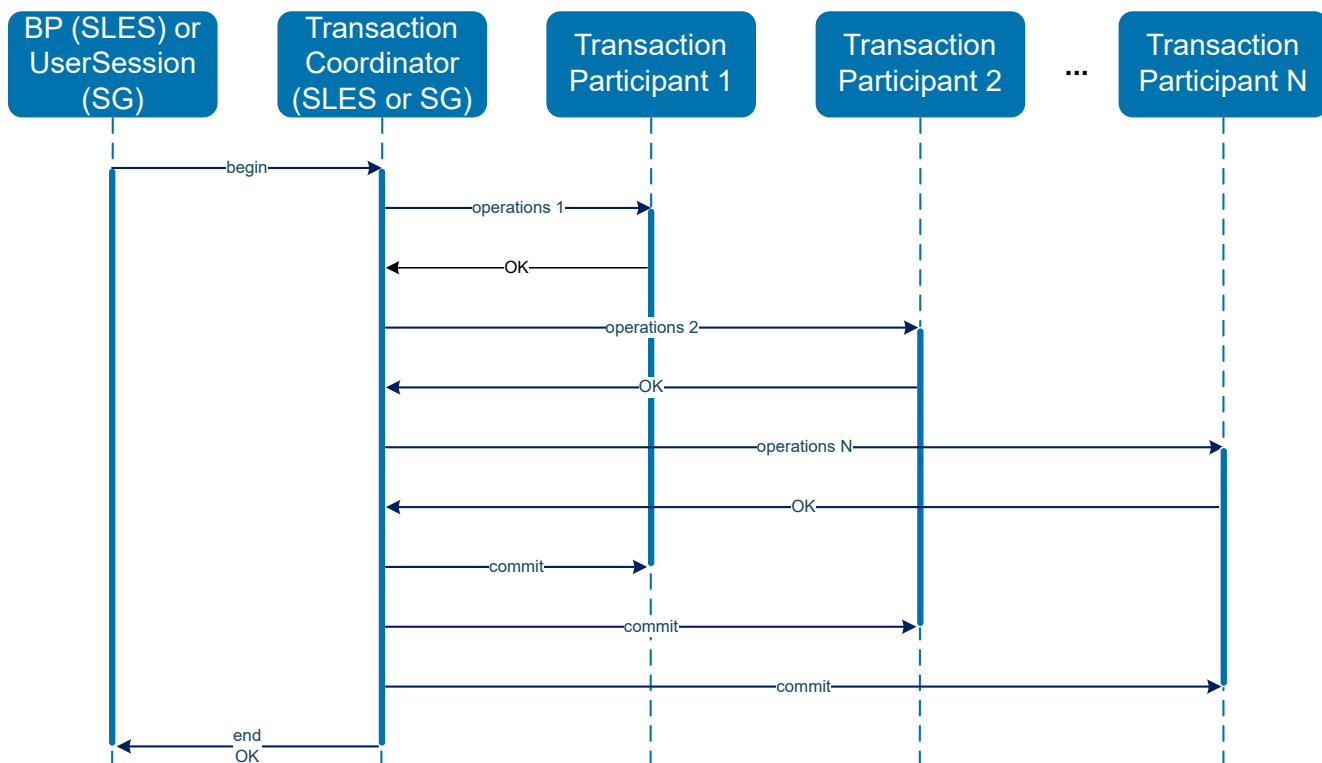 BP (SLES) or
UserSession
(SG)
Transaction
Coordinator
(SLES or SG)
Transaction
Participant 1
Transaction
Participant 2
...
Transaction
Participant N
begin
operations 1
OK
operations 2
OK
operations N
OK
commit
commit
commit
end
OK